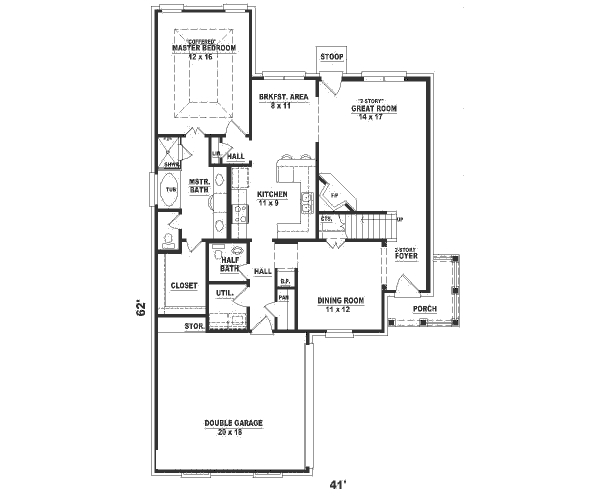 "COFFERED"
MASTER BEDROOM
12 x 16
STOOP
BRKFST. AREA
8 x 11
"2-STORY"
GREAT ROOM
14 x 17
LIN
HALL
SHWR
MSTR.
BATH
TUB
KITCHEN
11 x 9
F/P
CTS.
UP
2-STORY
FOYER
HALF
BATH
HALL
B.P.
CLOSET
UTIL.
PAN
DINING ROOM
11 x 12
PORCH
62'
STOR.
DOUBLE GARAGE
20 x 18
41'